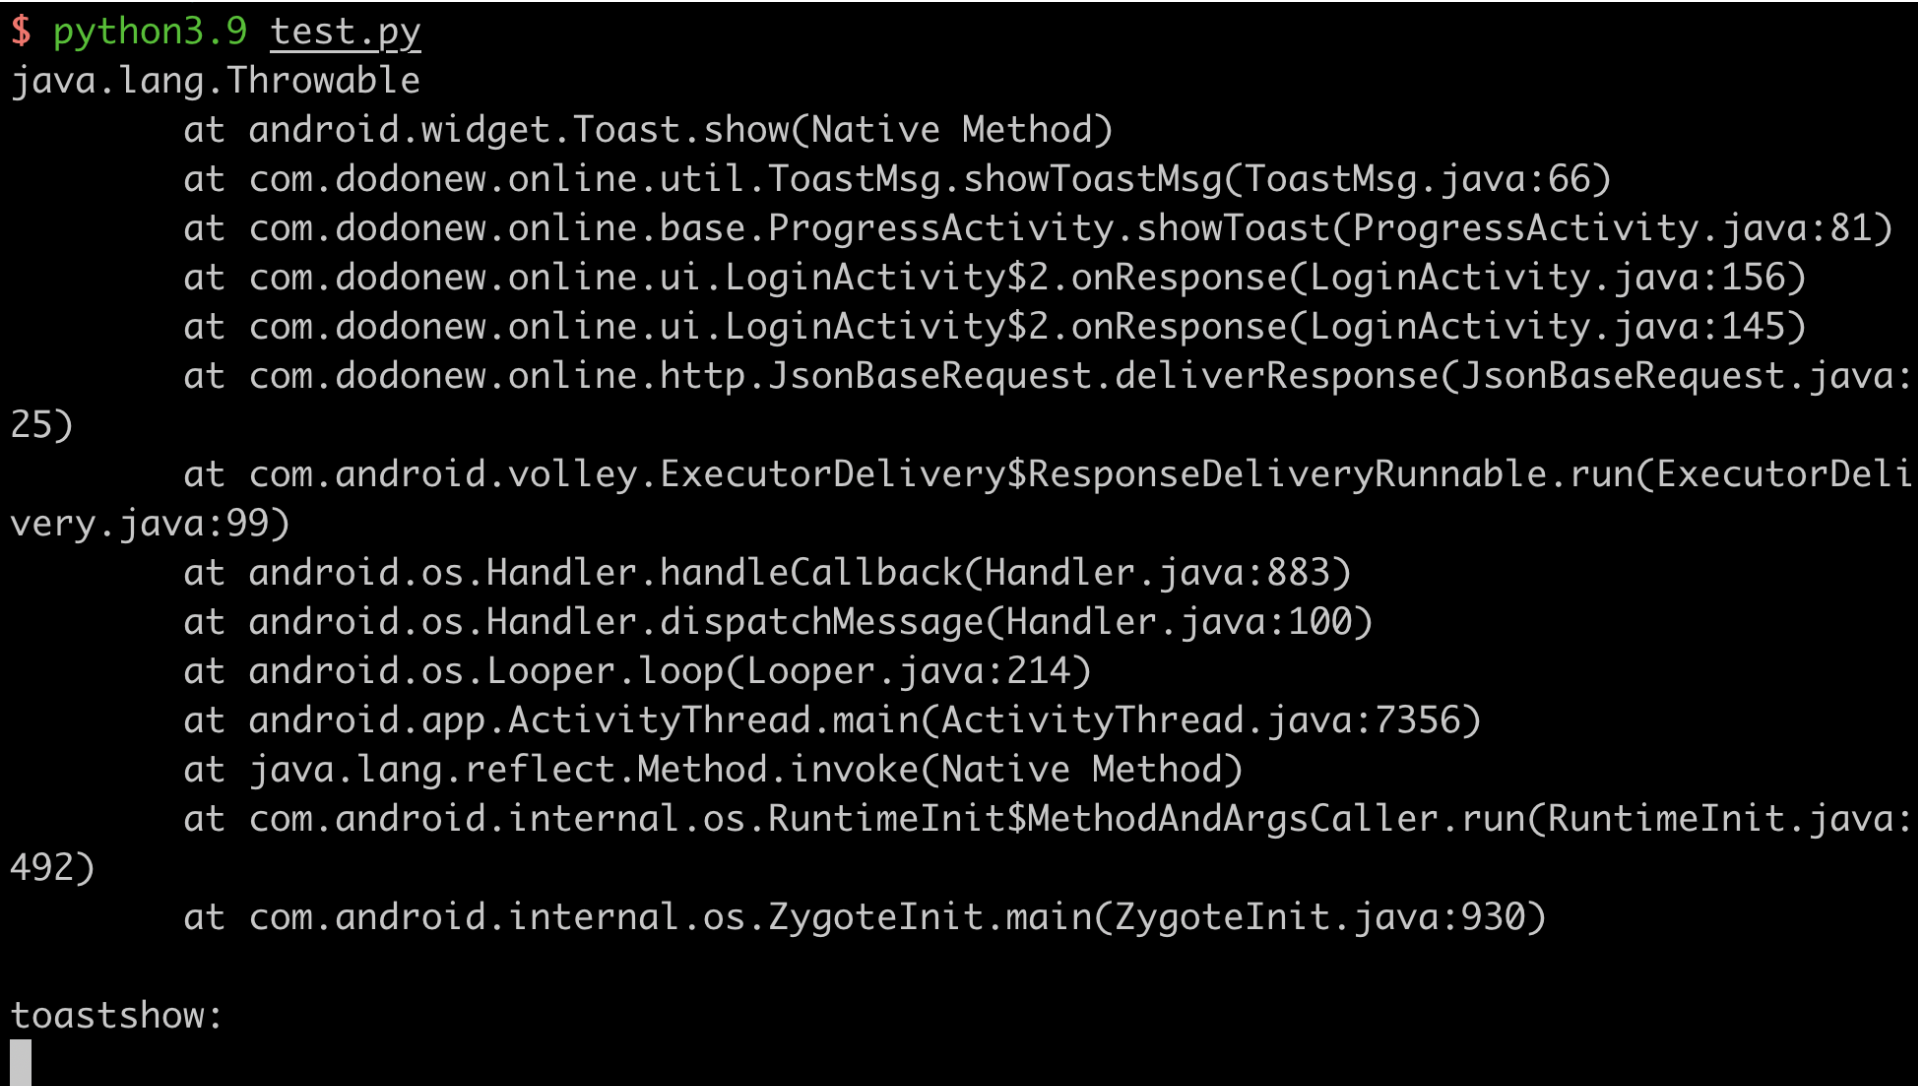 $ python3.9 test.py
java.lang.Throwable
        at android.widget.Toast.show(Native Method)
        at com.dodonew.online.util.ToastMsg.showToastMsg(ToastMsg.java:66)
        at com.dodonew.online.base.ProgressActivity.showToast(ProgressActivity.java:81)
        at com.dodonew.online.ui.LoginActivity$2.onResponse(LoginActivity.java:156)
        at com.dodonew.online.ui.LoginActivity$2.onResponse(LoginActivity.java:145)
        at com.dodonew.online.http.JsonBaseRequest.deliverResponse(JsonBaseRequest.java:
25)
        at com.android.volley.ExecutorDelivery$ResponseDeliveryRunnable.run(ExecutorDeli
very.java:99)
        at android.os.Handler.handleCallback(Handler.java:883)
        at android.os.Handler.dispatchMessage(Handler.java:100)
        at android.os.Looper.loop(Looper.java:214)
        at android.app.ActivityThread.main(ActivityThread.java:7356)
        at java.lang.reflect.Method.invoke(Native Method)
        at com.android.internal.os.RuntimeInit$MethodAndArgsCaller.run(RuntimeInit.java:
492)
        at com.android.internal.os.ZygoteInit.main(ZygoteInit.java:930)

toastshow: